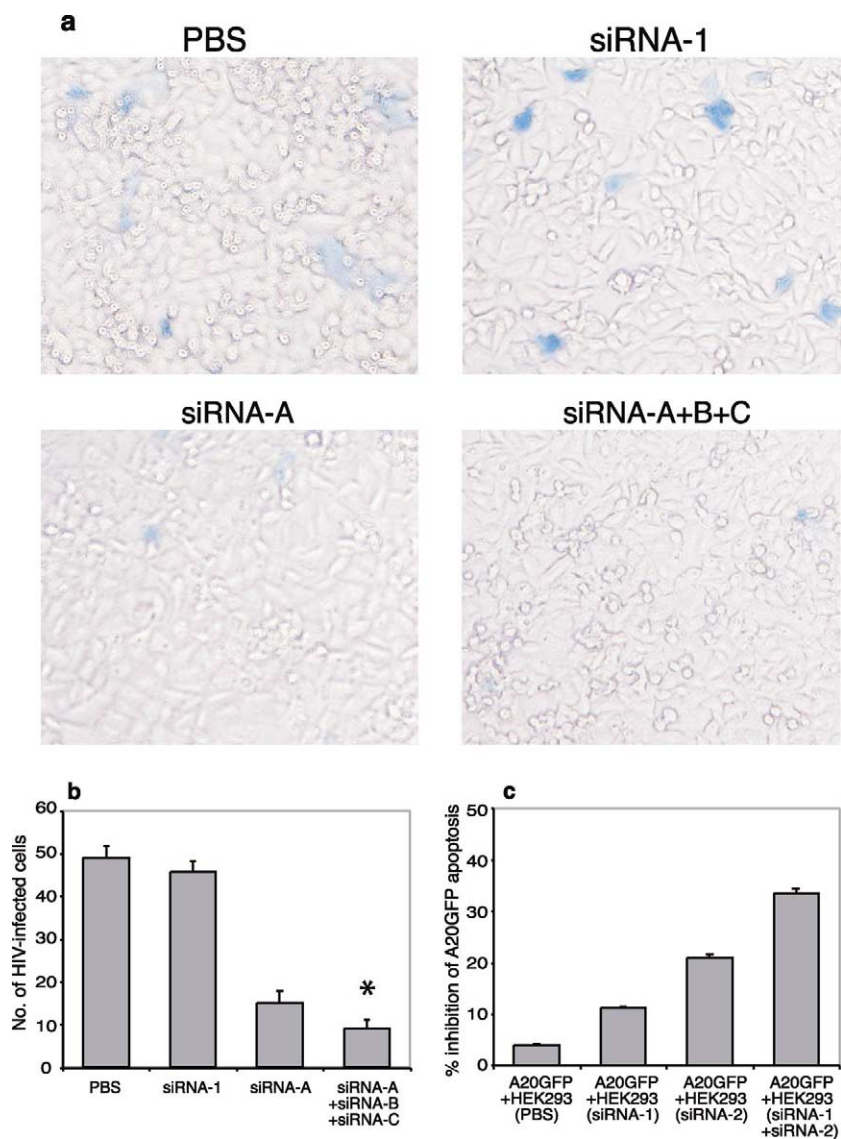 a
PBS
siRNA-1
siRNA-A
siRNA-A+B+C
b
No. of HIV-infected cells
60
50
40
30
20
10
0
PBS
siRNA-1
siRNA-A
siRNA-A
+siRNA-B
+siRNA-C
*
c
% inhibition of A20GFP apoptosis
50
40
30
20
10
0
A20GFP
+HEK293
(PBS)
A20GFP
+HEK293
(siRNA-1)
A20GFP
+HEK293
(siRNA-2)
A20GFP
+HEK293
(siRNA-1
+siRNA-2)